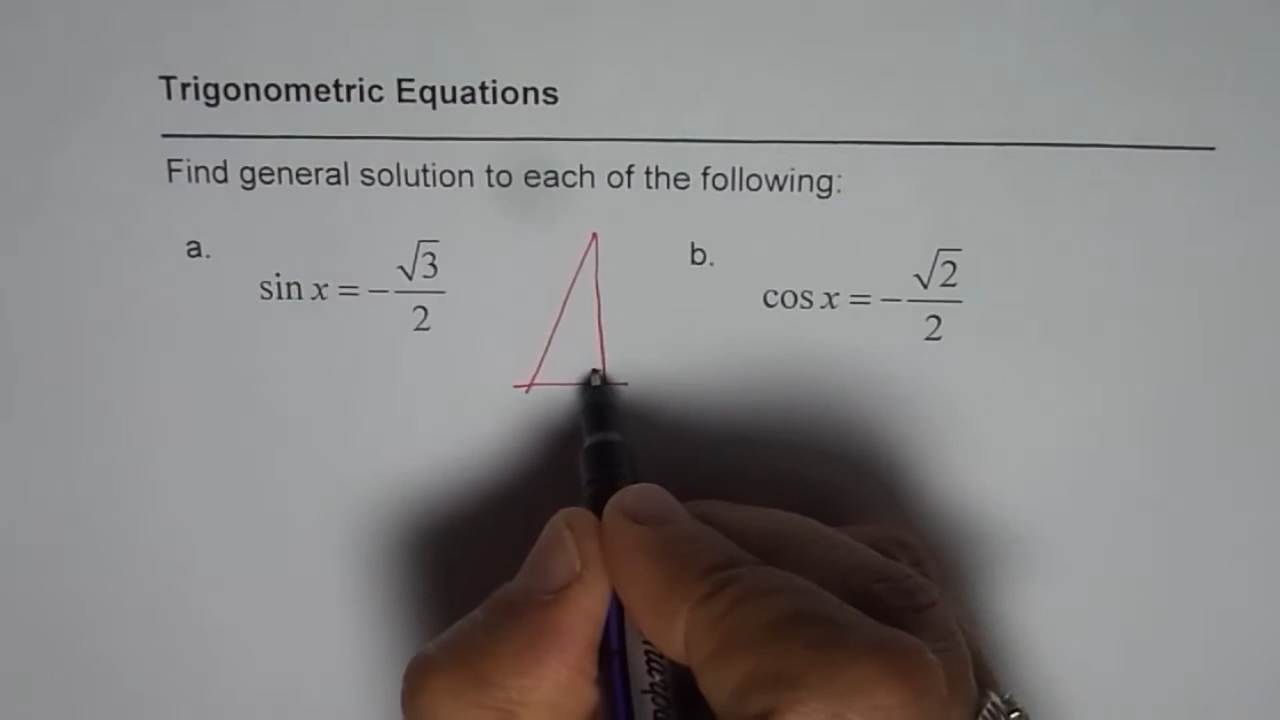 Trigonometric Equations
Find general solution to each of the following:
a. sin x = -√3/2
b. cos x = -√2/2